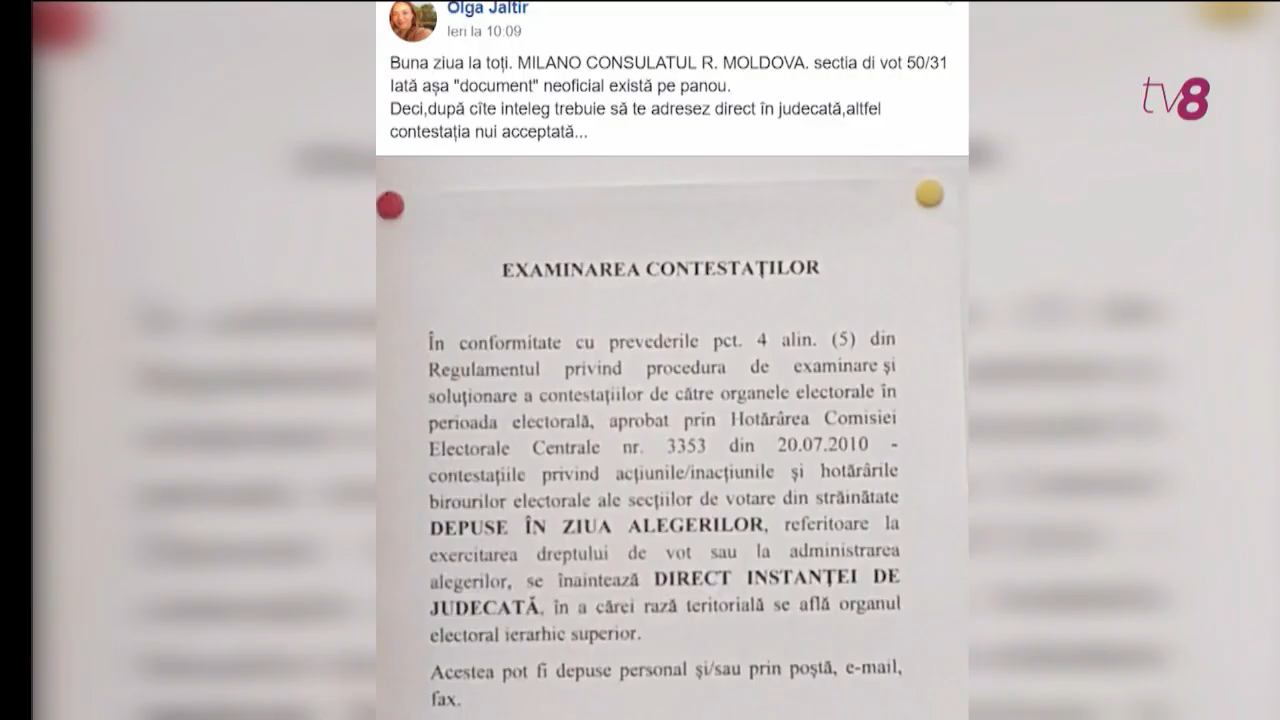 Olga Jaltir
Ieri la 10:09
Buna ziua la toți. MILANO CONSULATUL R. MOLDOVA. sectia di vot 50/31
Iată așa "document" neoficial există pe panou.
Deci,după cîte inteleg trebuie să te adresez direct în judecată,altfel
contestația nui acceptată...
tv8
EXAMINAREA CONTESTAȚILOR
În conformitate cu prevederile pct. 4 alin. (5) din
Regulamentul privind procedura de examinare și
soluționare a contestațiilor de către organele electorale în
perioada electorală, aprobat prin Hotărârea Comisiei
Electorale Centrale nr. 3353 din 20.07.2010 -
contestațiile privind acțiunile/inacțiunile și hotărârile
birourilor electorale ale secțiilor de votare din străinătate
DEPUSE ÎN ZIUA ALEGERILOR, referitoare la
exercitarea dreptului de vot sau la administrarea
alegerilor, se înaintează DIRECT INSTANȚEI DE
JUDECATĂ, în a cărei rază teritorială se află organul
electoral ierarhic superior.
Acestea pot fi depuse personal și/sau prin poștă, e-mail,
fax.